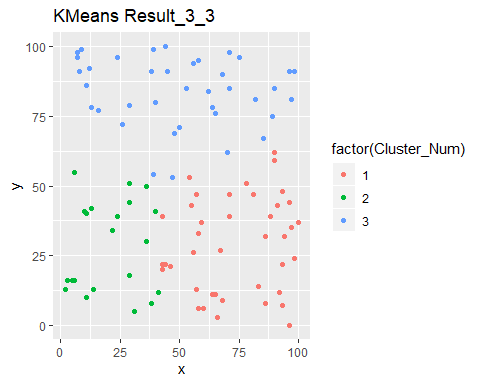 KMeans Result_3_3
100
75
50
25
0
y
0 25 50 75 100
x
factor(Cluster_Num)
1
2
3